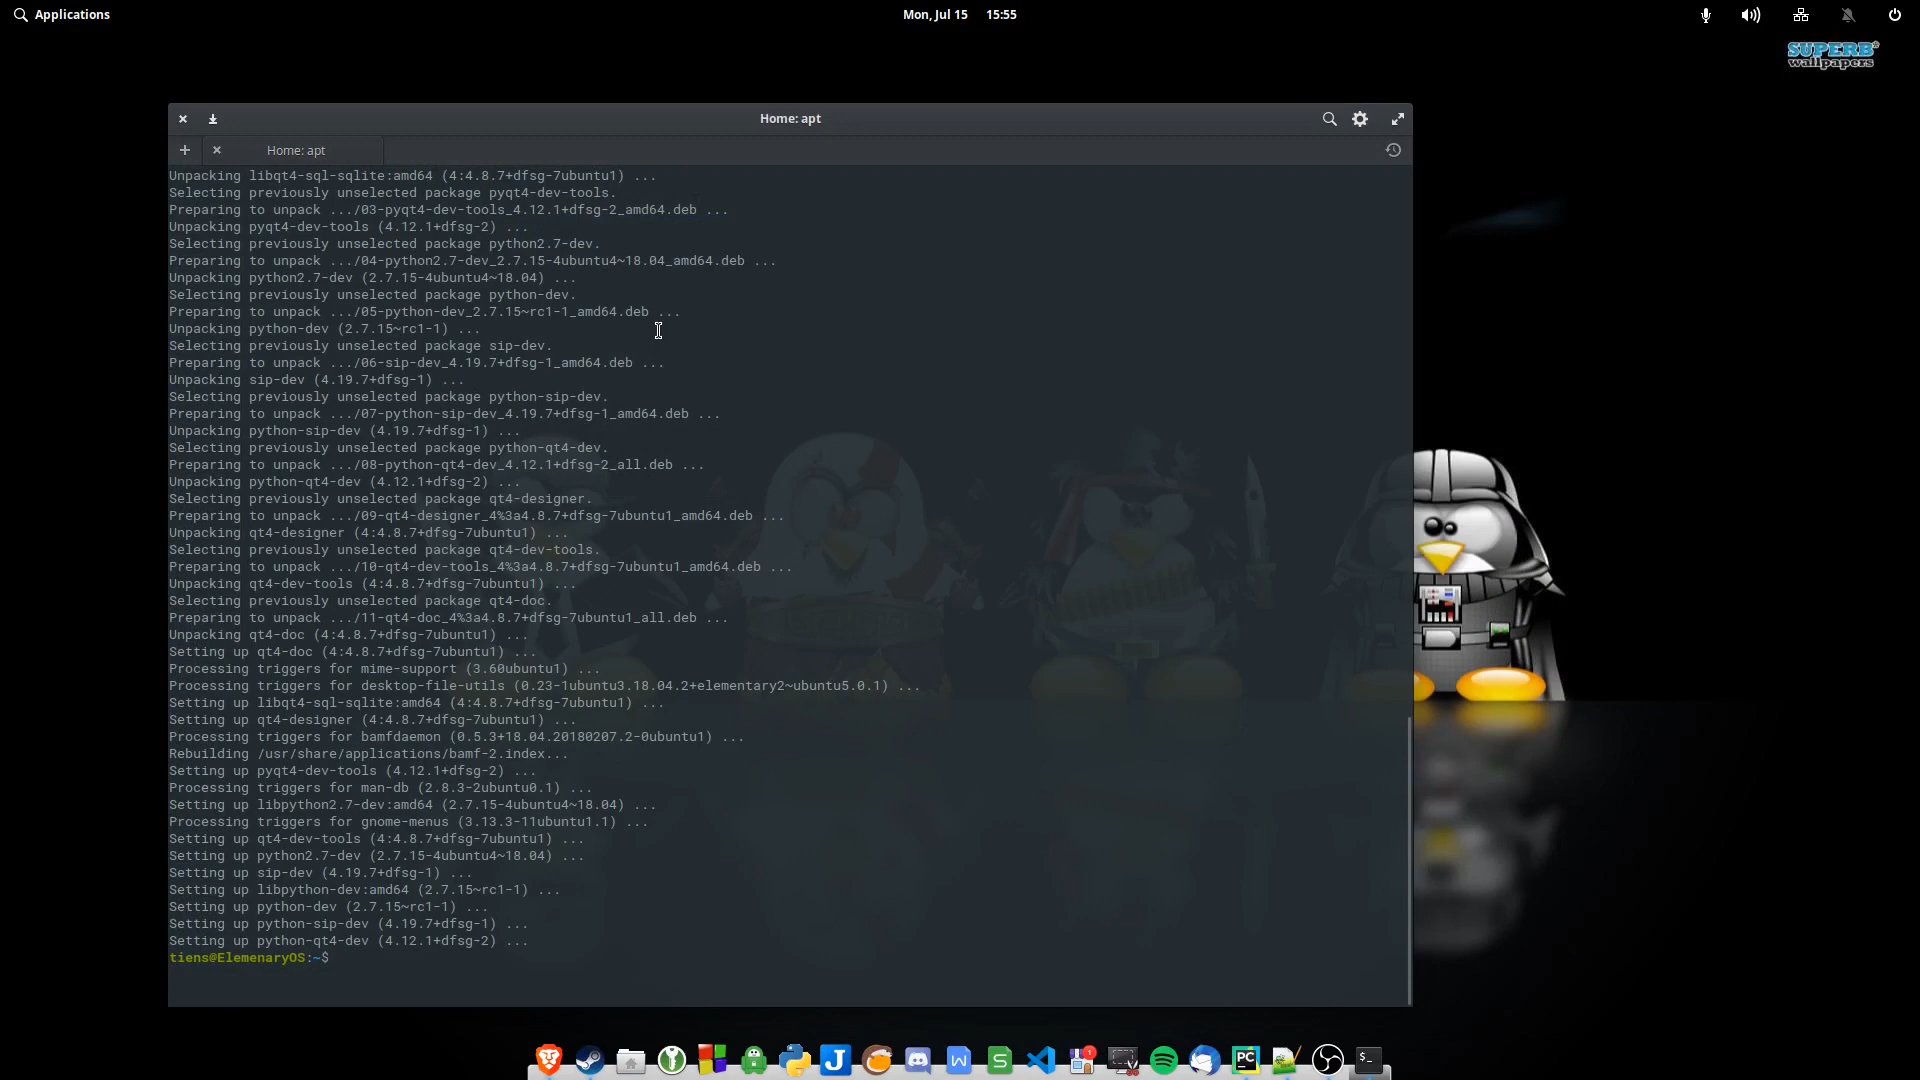 Applications
Mon, Jul 15 15:55
SUPERB
wallpapers
Home: apt
Home: apt
Unpacking libqt4-sql-sqlite:amd64 (4:4.8.7+dfsg-7ubuntu1) ...
Selecting previously unselected package pyqt4-dev-tools.
Preparing to unpack .../03-pyqt4-dev-tools_4.12.1+dfsg-2_amd64.deb ...
Unpacking pyqt4-dev-tools (4.12.1+dfsg-2) ...
Selecting previously unselected package python2.7-dev.
Preparing to unpack .../04-python2.7-dev_2.7.15-4ubuntu4~18.04_amd64.deb ...
Unpacking python2.7-dev (2.7.15-4ubuntu4~18.04) ...
Selecting previously unselected package python-dev.
Preparing to unpack .../05-python-dev_2.7.15~rc1-1_amd64.deb ...
Unpacking python-dev (2.7.15~rc1-1) ...
Selecting previously unselected package sip-dev.
Preparing to unpack .../06-sip-dev_4.19.7+dfsg-1_amd64.deb ...
Unpacking sip-dev (4.19.7+dfsg-1) ...
Selecting previously unselected package python-sip-dev.
Preparing to unpack .../07-python-sip-dev_4.19.7+dfsg-1_amd64.deb ...
Unpacking python-sip-dev (4.19.7+dfsg-1) ...
Selecting previously unselected package python-qt4-dev.
Preparing to unpack .../08-python-qt4-dev_4.12.1+dfsg-2_all.deb ...
Unpacking python-qt4-dev (4.12.1+dfsg-2) ...
Selecting previously unselected package qt4-designer.
Preparing to unpack .../09-qt4-designer_4%3a4.8.7+dfsg-7ubuntu1_amd64.deb ...
Unpacking qt4-designer (4:4.8.7+dfsg-7ubuntu1) ...
Selecting previously unselected package qt4-dev-tools.
Preparing to unpack .../10-qt4-dev-tools_4%3a4.8.7+dfsg-7ubuntu1_amd64.deb ...
Unpacking qt4-dev-tools (4:4.8.7+dfsg-7ubuntu1) ...
Selecting previously unselected package qt4-doc.
Preparing to unpack .../11-qt4-doc_4%3a4.8.7+dfsg-7ubuntu1_all.deb ...
Unpacking qt4-doc (4:4.8.7+dfsg-7ubuntu1) ...
Setting up qt4-doc (4:4.8.7+dfsg-7ubuntu1) ...
Processing triggers for mime-support (3.60ubuntu1) ...
Processing triggers for desktop-file-utils (0.23-1ubuntu3.18.04.2+elementary2~ubuntu5.0.1) ...
Setting up libqt4-sql-sqlite:amd64 (4:4.8.7+dfsg-7ubuntu1) ...
Setting up qt4-designer (4:4.8.7+dfsg-7ubuntu1) ...
Processing triggers for bamfdaemon (0.5.3+18.04.20180207.2-0ubuntu1) ...
Rebuilding /usr/share/applications/bamf-2.index...
Setting up pyqt4-dev-tools (4.12.1+dfsg-2) ...
Processing triggers for man-db (2.8.3-2ubuntu0.1) ...
Setting up libpython2.7-dev:amd64 (2.7.15-4ubuntu4~18.04) ...
Processing triggers for gnome-menus (3.13.3-11ubuntu1.1) ...
Setting up qt4-dev-tools (4:4.8.7+dfsg-7ubuntu1) ...
Setting up python2.7-dev (2.7.15-4ubuntu4~18.04) ...
Setting up sip-dev (4.19.7+dfsg-1) ...
Setting up libpython-dev:amd64 (2.7.15~rc1-1) ...
Setting up python-dev (2.7.15~rc1-1) ...
Setting up python-sip-dev (4.19.7+dfsg-1) ...
Setting up python-qt4-dev (4.12.1+dfsg-2) ...
tiens@ElemenaryOS:~$
J W S 1 PC $_